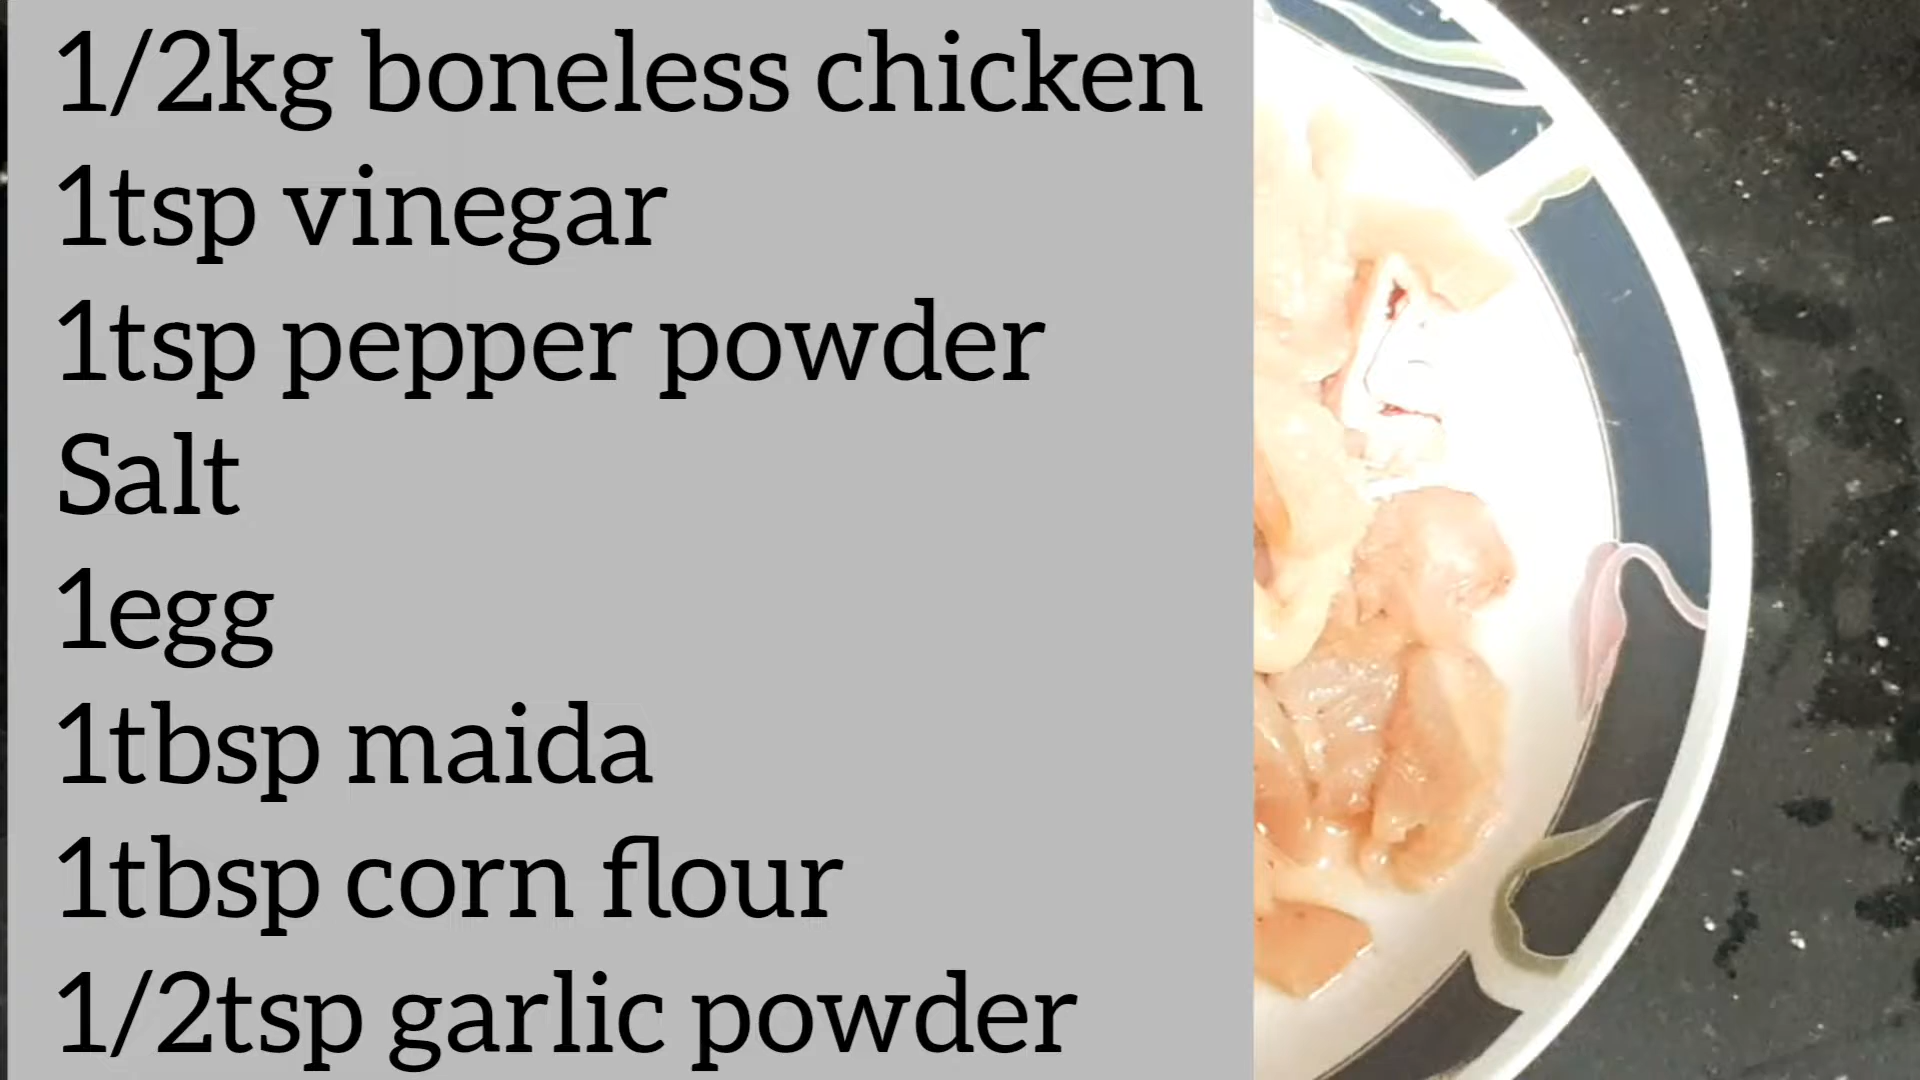 1/2kg boneless chicken
1tsp vinegar
1tsp pepper powder
Salt
1egg
1tbsp maida
1tbsp corn flour
1/2tsp garlic powder